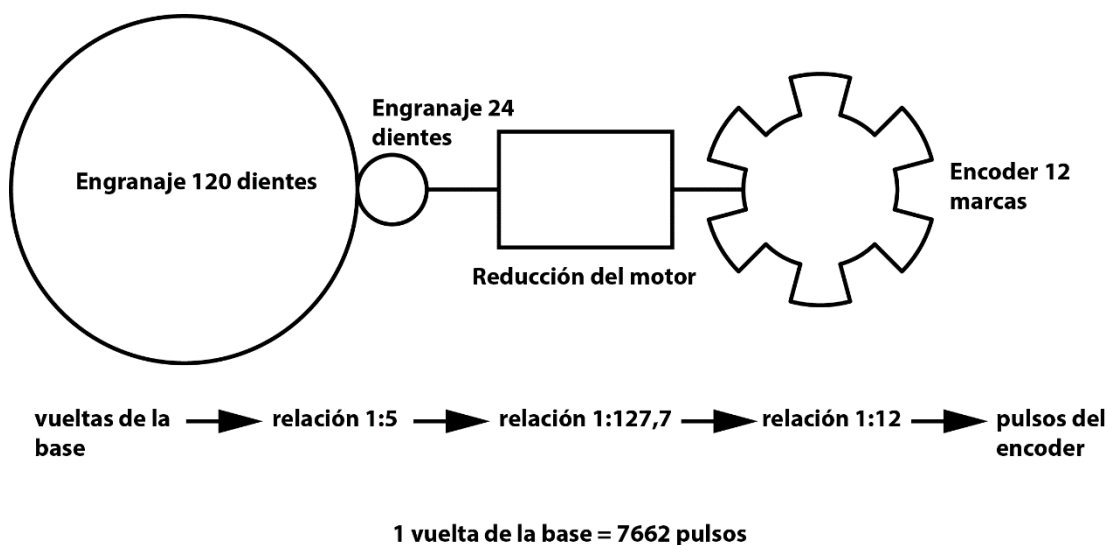 Engranaje 24
dientes
Engranaje 120 dientes
Encoder 12
marcas
Reducción del motor
vueltas de la
base
relación 1:5
relación 1:127,7
relación 1:12
pulsos del
encoder
1 vuelta de la base = 7662 pulsos